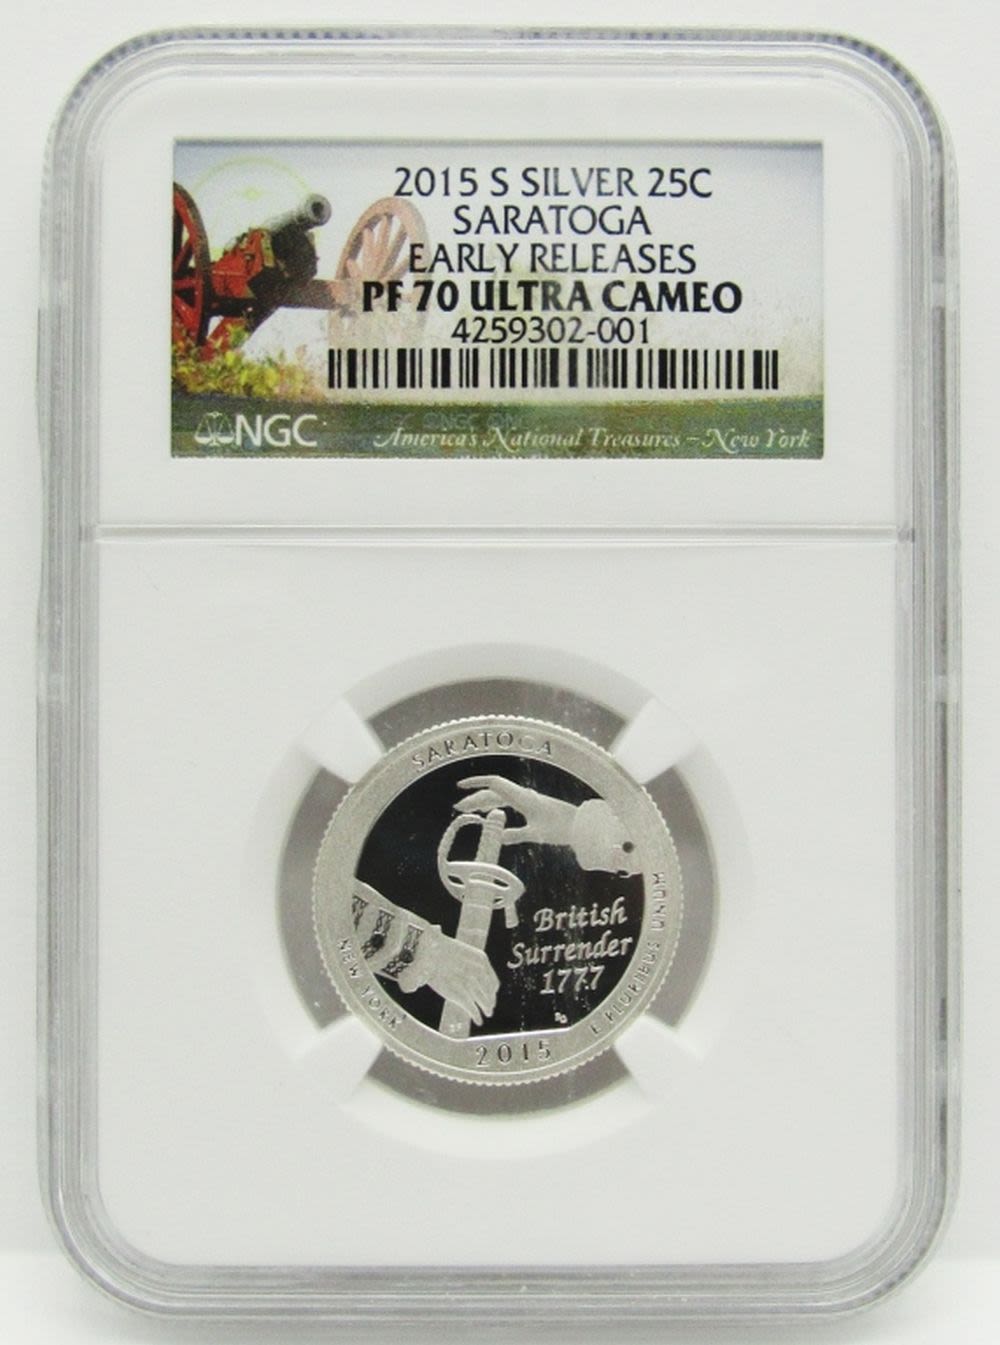 2015 S SILVER 25C
SARATOGA
EARLY RELEASES
PF 70 ULTRA CAMEO
4259302-001
NGC
America's National Treasures – New York
SARATOGA
British
Surrender
1777
NEW YORK
E PLURIBUS UNUM
2015